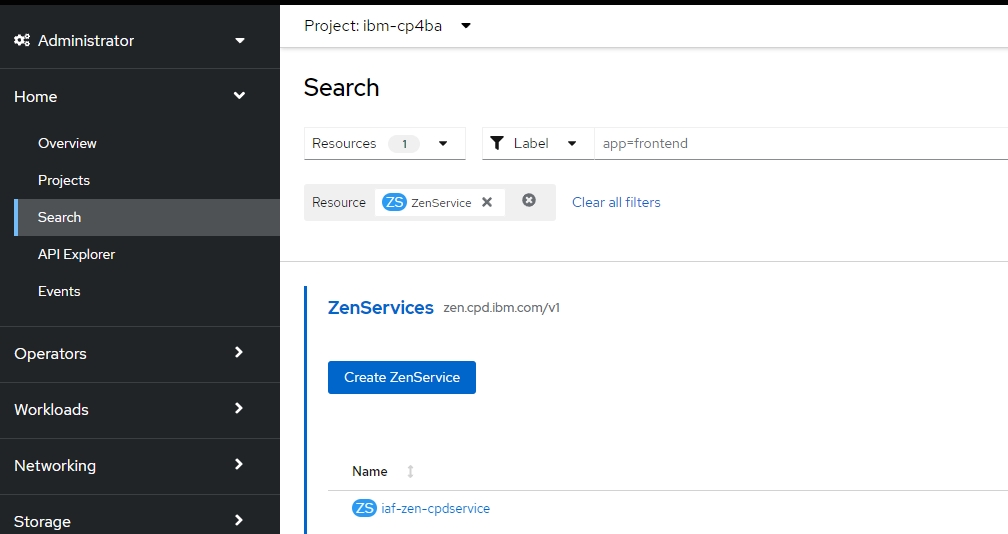 Administrator
Home
Overview
Projects
Search
API Explorer
Events
Operators
Workloads
Networking
Storage
Project: ibm-cp4ba
Search
Resources 1 Label app=frontend
Resource ZS ZenService Clear all filters
ZenServices zen.cpd.ibm.com/v1
Create ZenService
Name
ZS iaf-zen-cpdservice